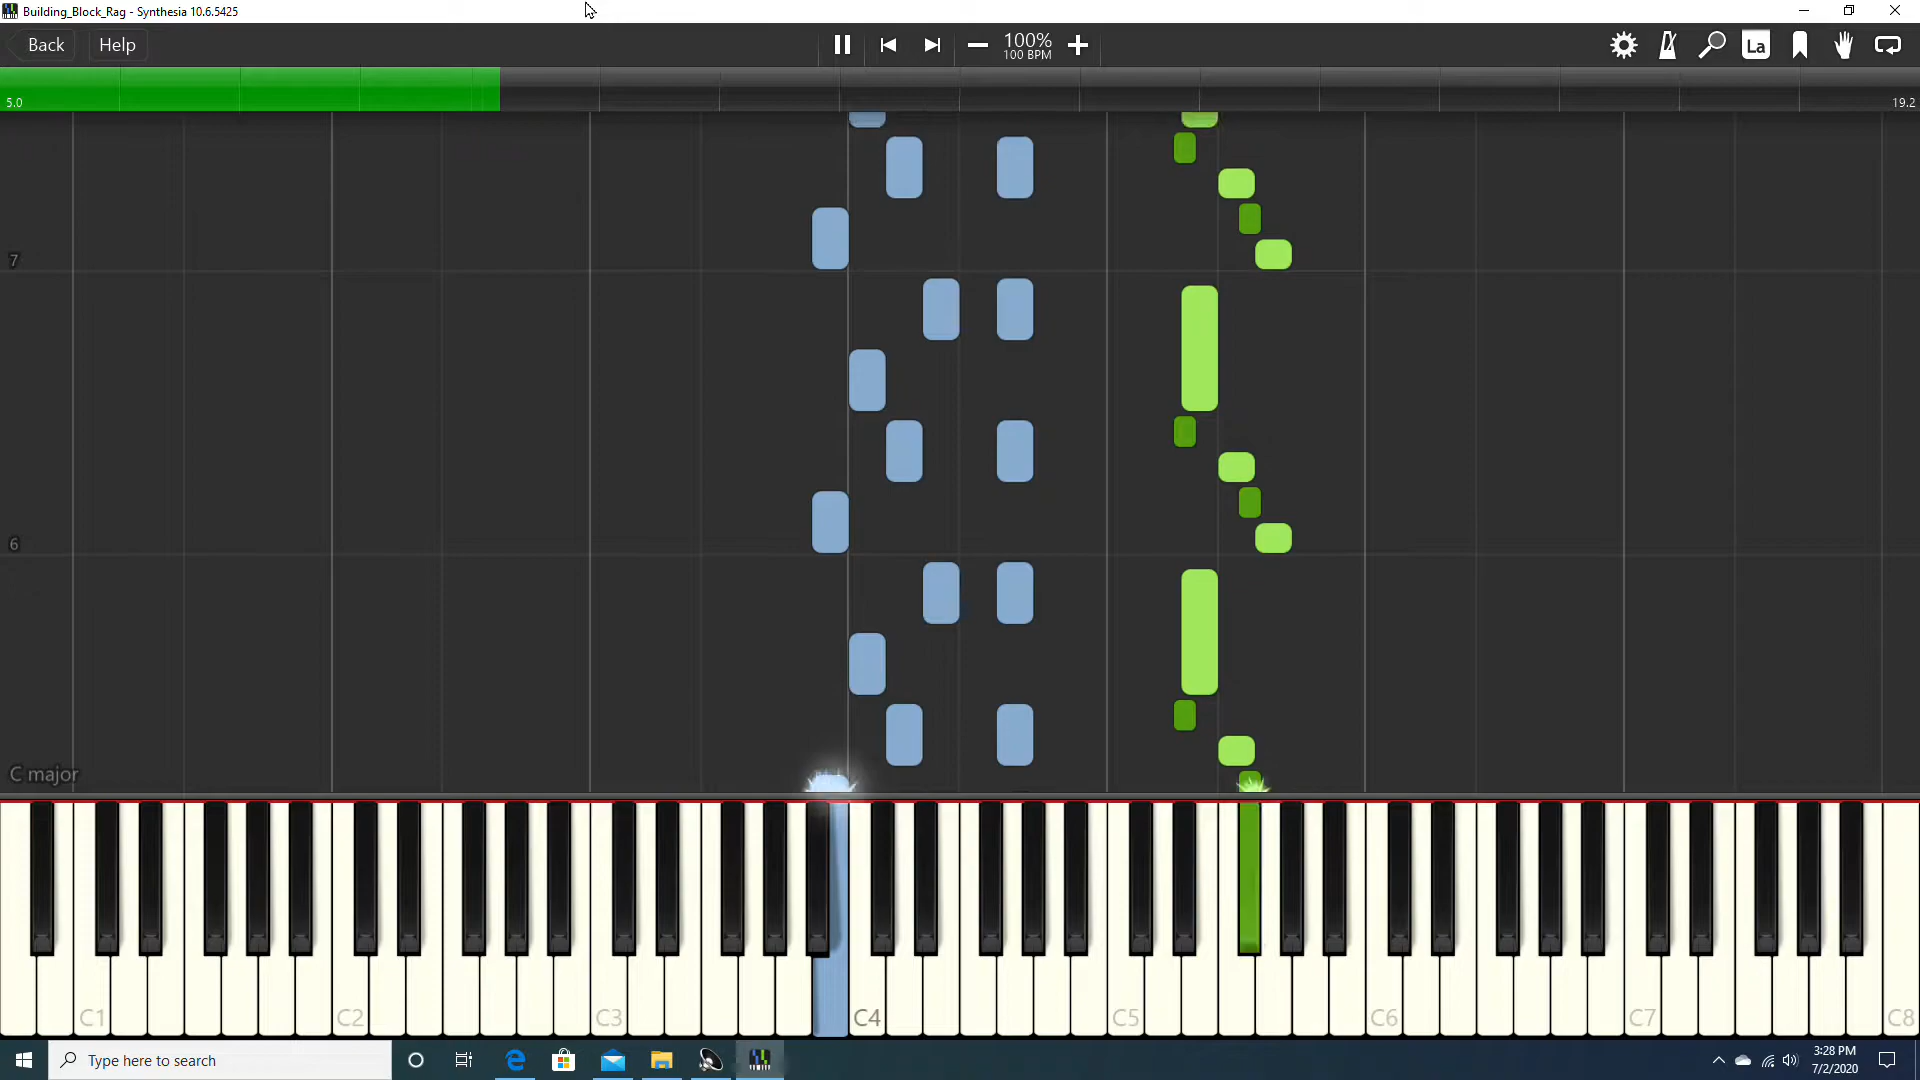 Building_Block_Rag - Synthesia 10.6.5425
Back
Help
100%
100 BPM
La
5.0
19.2
7
6
C major
C1
C2
C3
C4
C5
C6
C7
C8
Type here to search
3:28 PM
7/2/2020